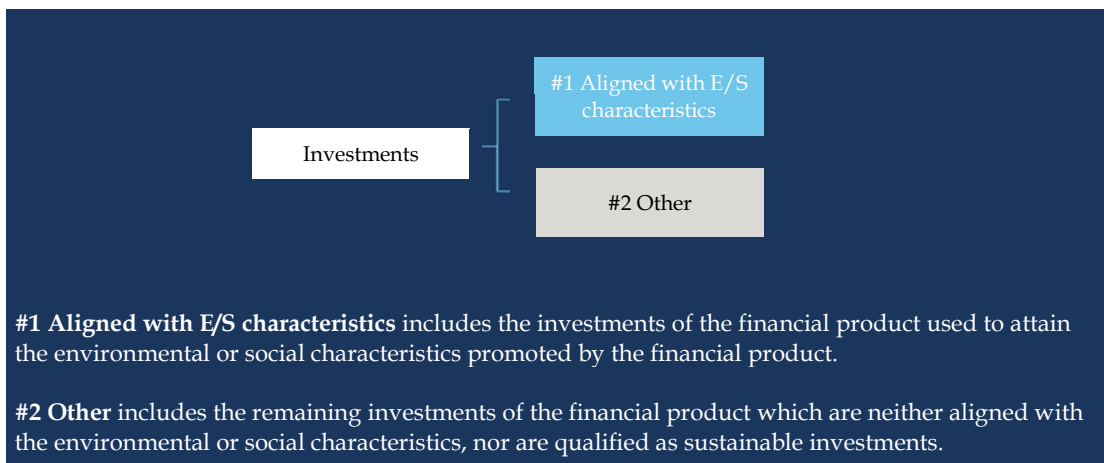 #1 Aligned with E/S
characteristics
Investments
#2 Other
#1 Aligned with E/S characteristics includes the investments of the financial product used to attain
the environmental or social characteristics promoted by the financial product.
#2 Other includes the remaining investments of the financial product which are neither aligned with
the environmental or social characteristics, nor are qualified as sustainable investments.